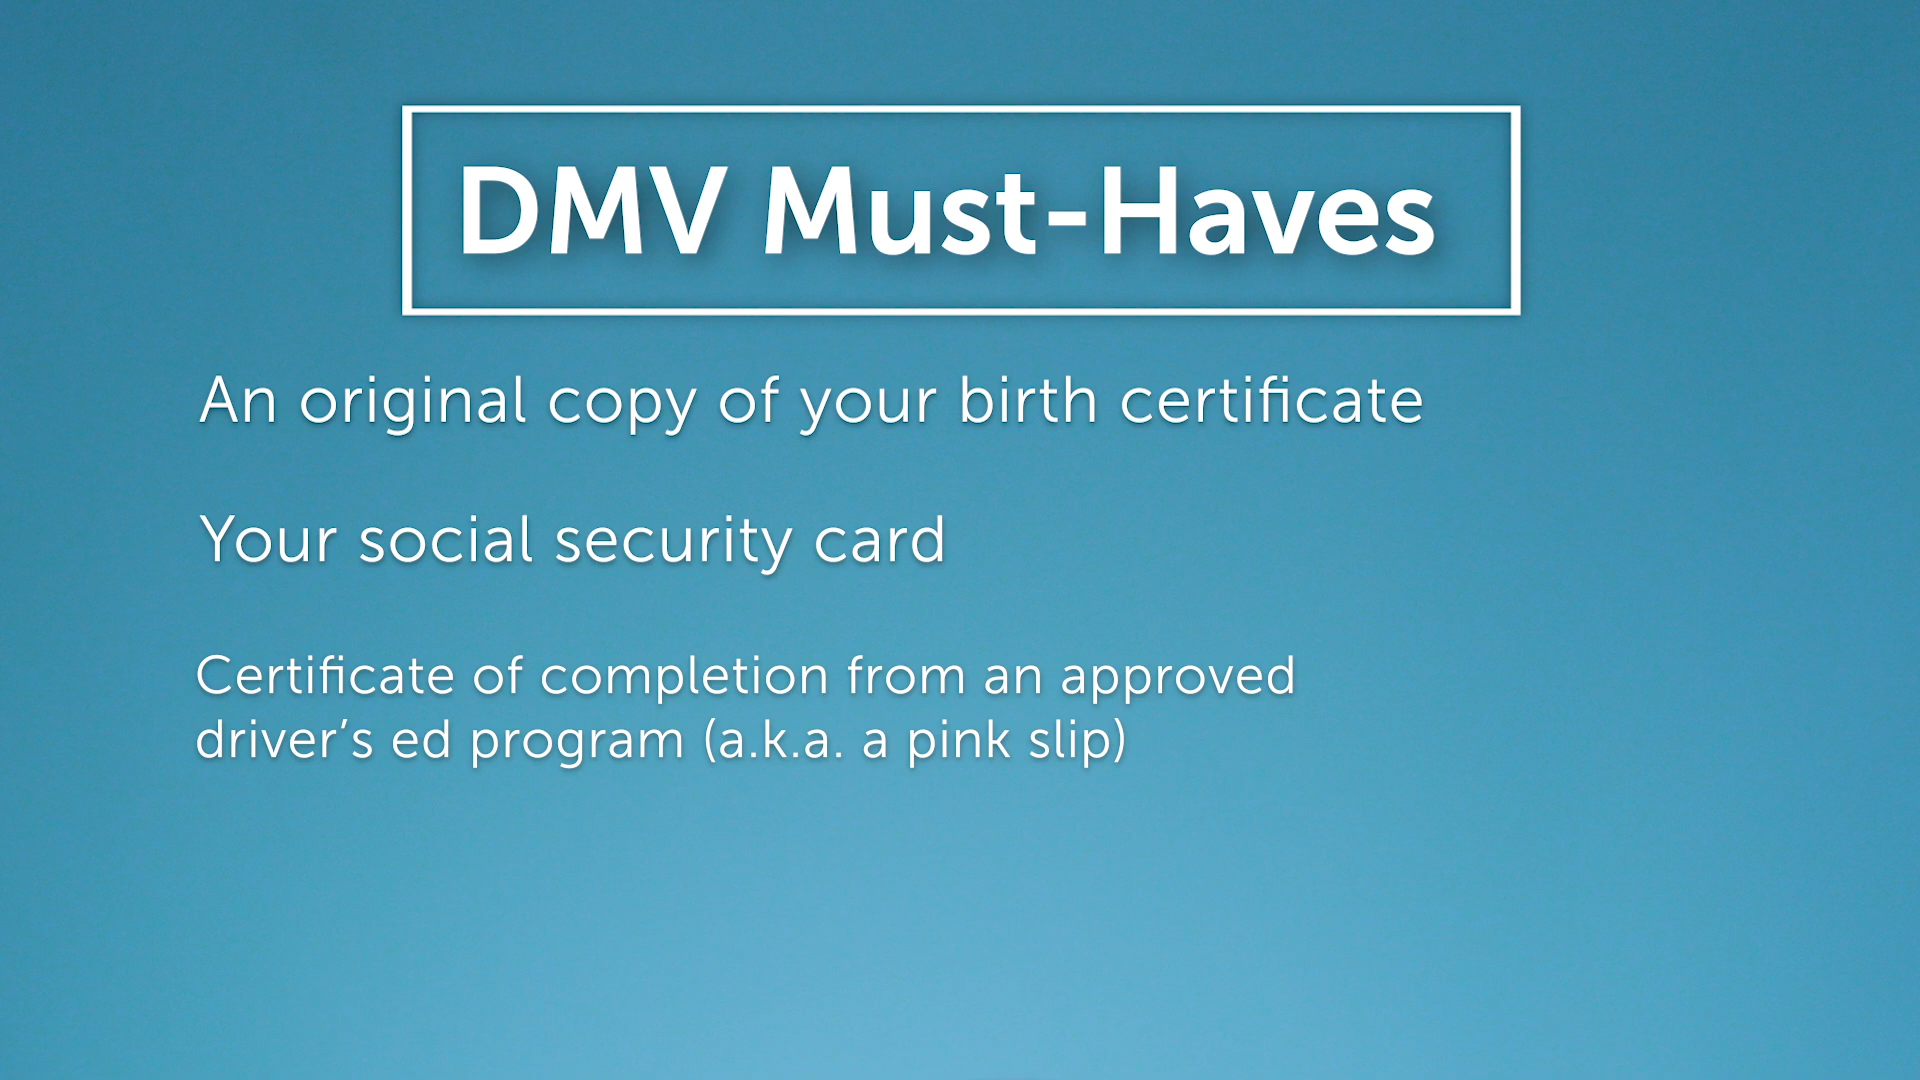 DMV Must-Haves
An original copy of your birth certificate
Your social security card
Certificate of completion from an approved
driver’s ed program (a.k.a. a pink slip)